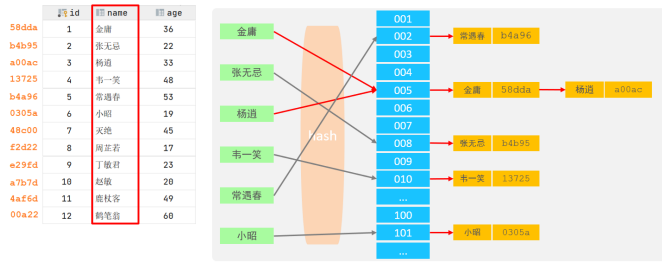 id name age
58dda 1 金庸 36
b4b95 2 张无忌 22
a00ac 3 杨逍 33
13725 4 韦一笑 48
b4a96 5 常遇春 53
0305a 6 小昭 19
48c00 7 灭绝 45
f2d22 8 周芷若 17
e29fd 9 丁敏君 23
a7b7d 10 赵敏 20
4af6d 11 鹿杖客 49
00a22 12 鹤笔翁 60
金庸
张无忌
杨逍
韦一笑
常遇春
小昭
hash
001
002
003
004
005
006
007
008
009
010
...
100
101
...
常遇春 b4a96
金庸 58dda 杨逍 a00ac
张无忌 b4b95
韦一笑 13725
小昭 0305a